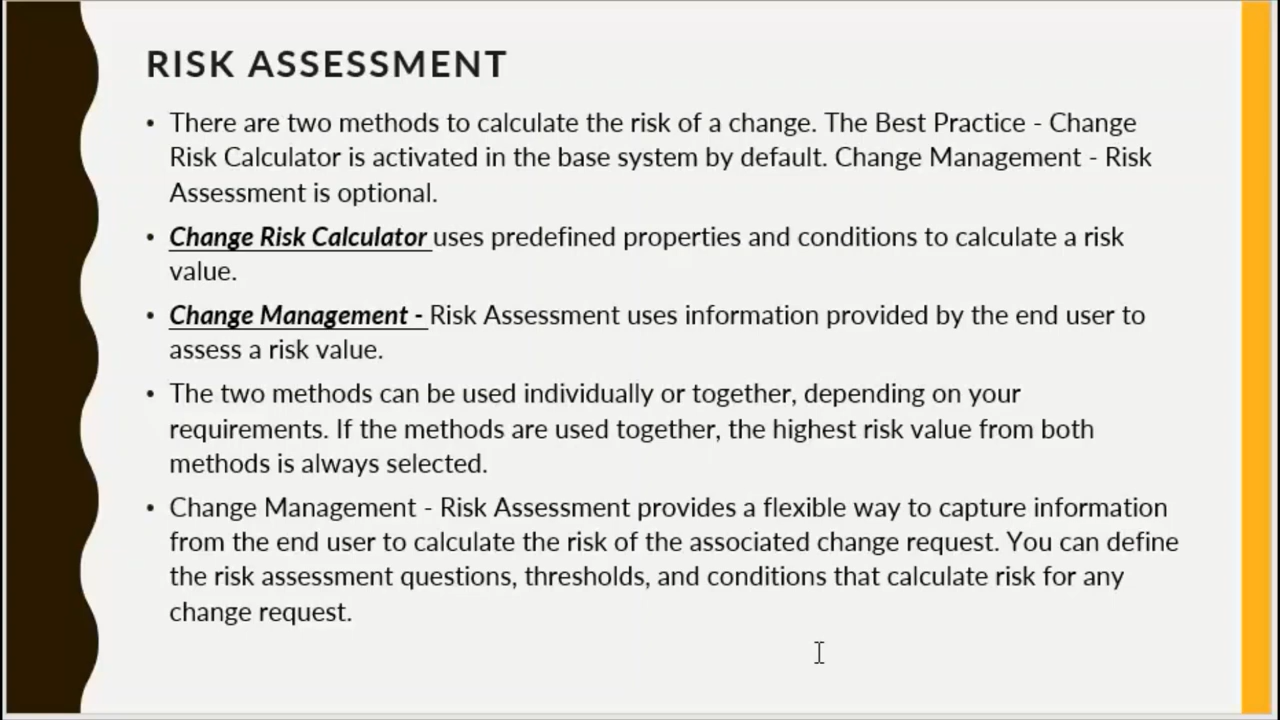 RISK ASSESSMENT
• There are two methods to calculate the risk of a change. The Best Practice - Change
Risk Calculator is activated in the base system by default. Change Management - Risk
Assessment is optional.
• Change Risk Calculator uses predefined properties and conditions to calculate a risk
value.
• Change Management - Risk Assessment uses information provided by the end user to
assess a risk value.
• The two methods can be used individually or together, depending on your
requirements. If the methods are used together, the highest risk value from both
methods is always selected.
• Change Management - Risk Assessment provides a flexible way to capture information
from the end user to calculate the risk of the associated change request. You can define
the risk assessment questions, thresholds, and conditions that calculate risk for any
change request.